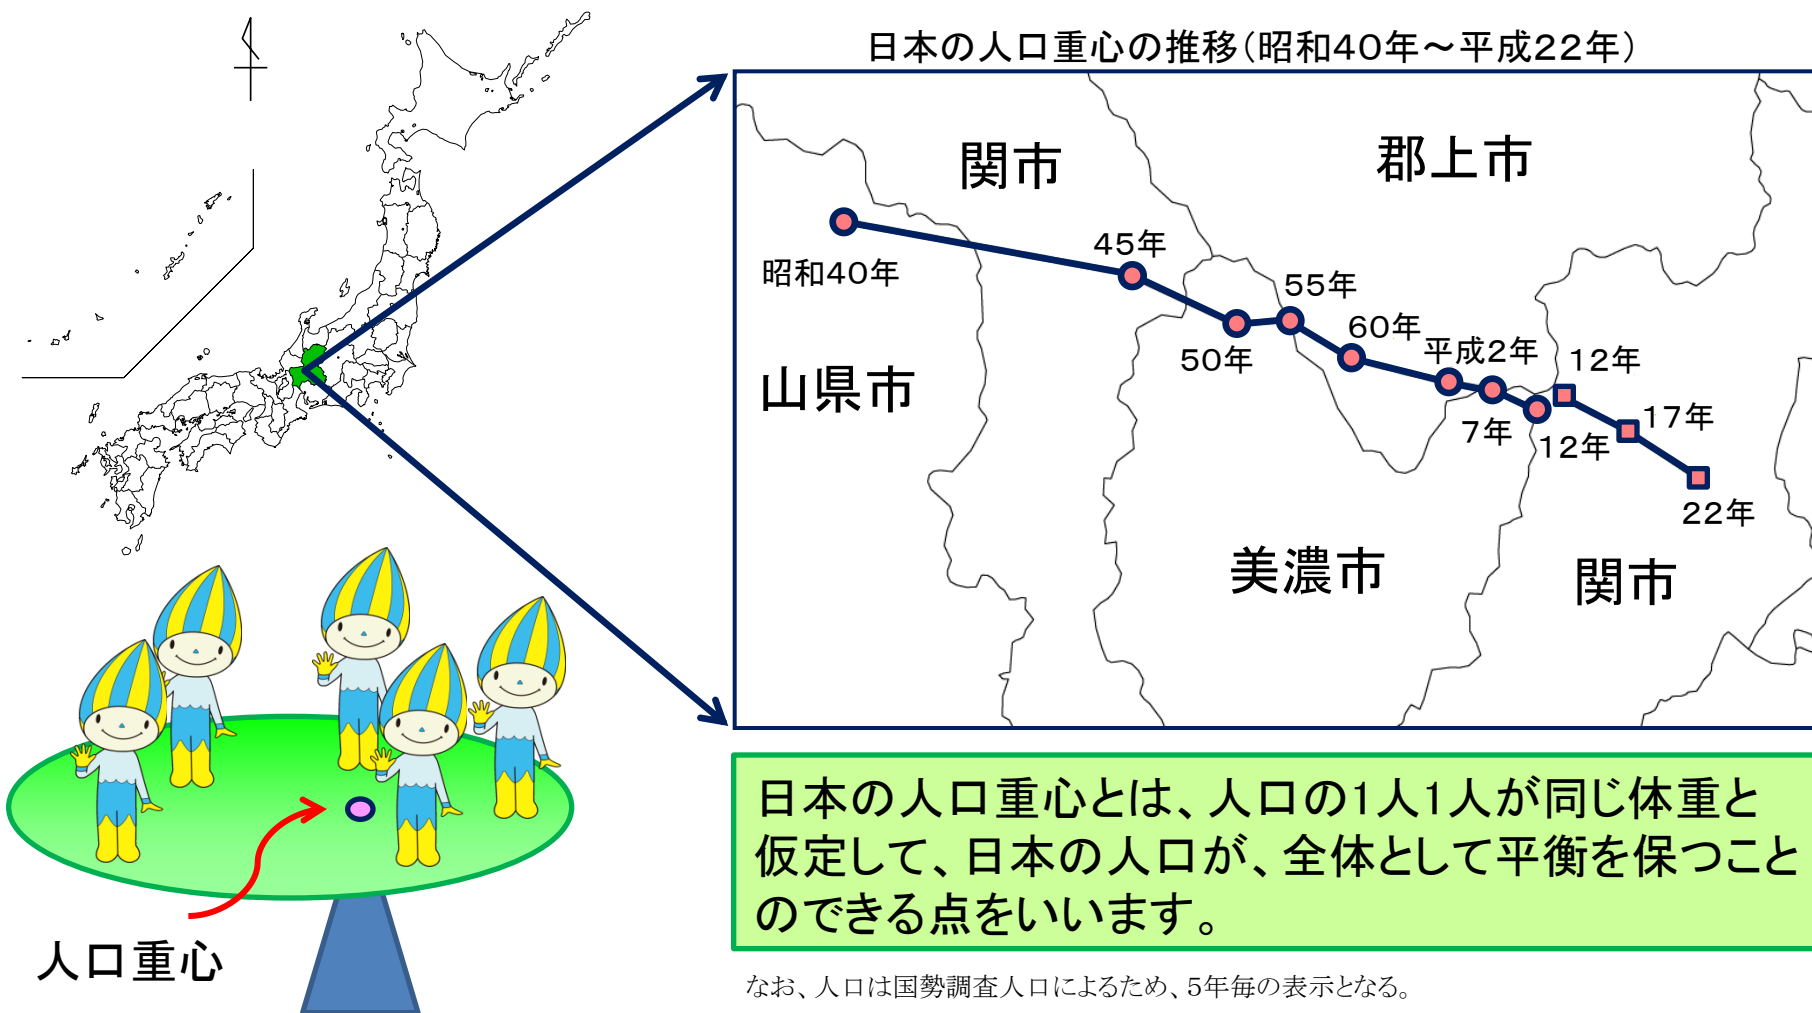 日本の人口重心の推移(昭和40年～平成22年)
関市
郡上市
昭和40年
45年
50年
55年
60年
平成2年
7年
12年
12年
17年
22年
山県市
美濃市
関市
日本の人口重心とは、人口の1人1人が同じ体重と
仮定して、日本の人口が、全体として平衡を保つこと
のできる点をいいます。
人口重心
なお、人口は国勢調査人口によるため、5年毎の表示となる。